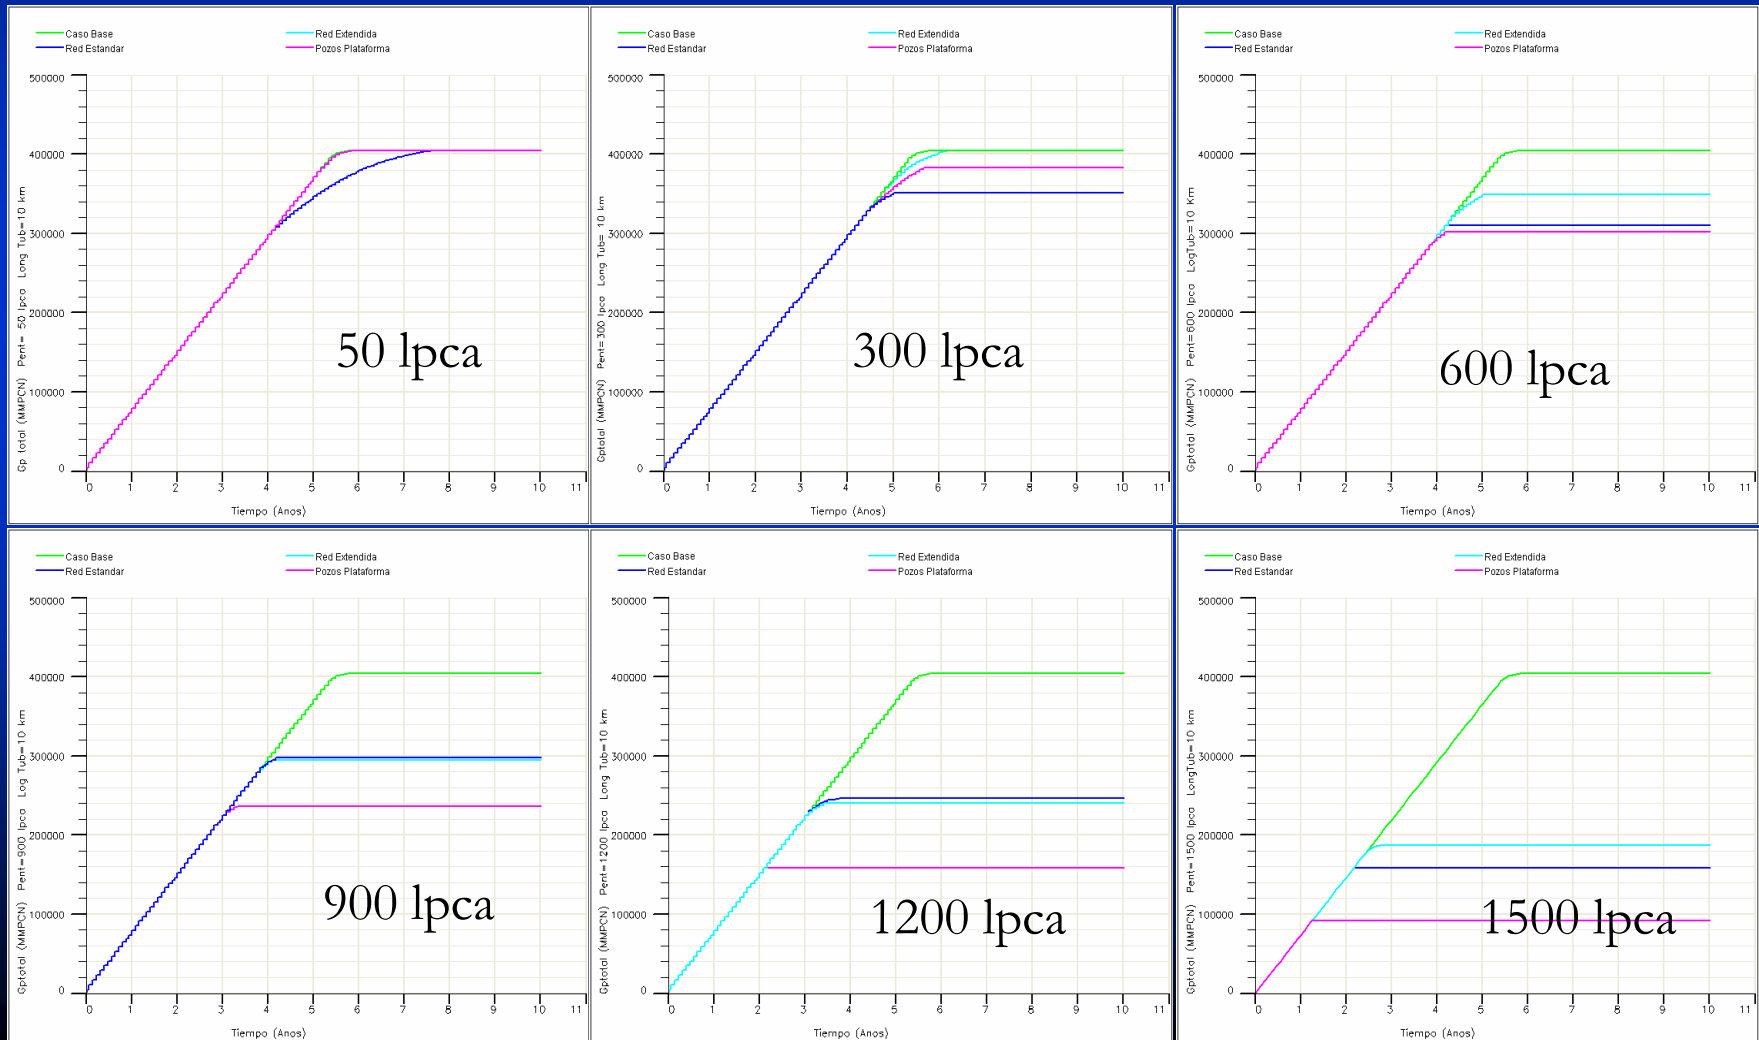 Caso Base
Red Extendida
Red Estandar
Pozos Plataforma
500000
400000
300000
200000
100000
0
Gp total (MMPCN) Pent= 50 lpca Long Tub=10 km
50 lpca
0 1 2 3 4 5 6 7 8 9 10 11
Tiempo (Anos)
Caso Base
Red Extendida
Red Estandar
Pozos Plataforma
500000
400000
300000
200000
100000
0
Gptotal (MMPCN) Pent=300 lpca Long Tub= 10 km
300 lpca
0 1 2 3 4 5 6 7 8 9 10 11
Tiempo (Anos)
Caso Base
Red Extendida
Red Estandar
Pozos Plataforma
500000
400000
300000
200000
100000
0
Gptotal (MMPCN) Pent=600 lpca LogTub=10 Km
600 lpca
0 1 2 3 4 5 6 7 8 9 10 11
Tiempo (Anos)
Caso Base
Red Extendida
Red Estandar
Pozos Plataforma
500000
400000
300000
200000
100000
0
Gptotal (MMPCN) Pent=900 lpca Log Tub=10 km
900 lpca
0 1 2 3 4 5 6 7 8 9 10 11
Tiempo (Anos)
Caso Base
Red Extendida
Red Estandar
Pozos Plataforma
500000
400000
300000
200000
100000
0
Gptotal (MMPCN) Pent=1200 lpca Long Tub=10 km
1200 lpca
0 1 2 3 4 5 6 7 8 9 10 11
Tiempo (Anos)
Caso Base
Red Extendida
Red Estandar
Pozos Plataforma
500000
400000
300000
200000
100000
0
Gptotal (MMPCN) Pent=1500 lpca LongTub=10 km
1500 lpca
0 1 2 3 4 5 6 7 8 9 10 11
Tiempo (Anos)